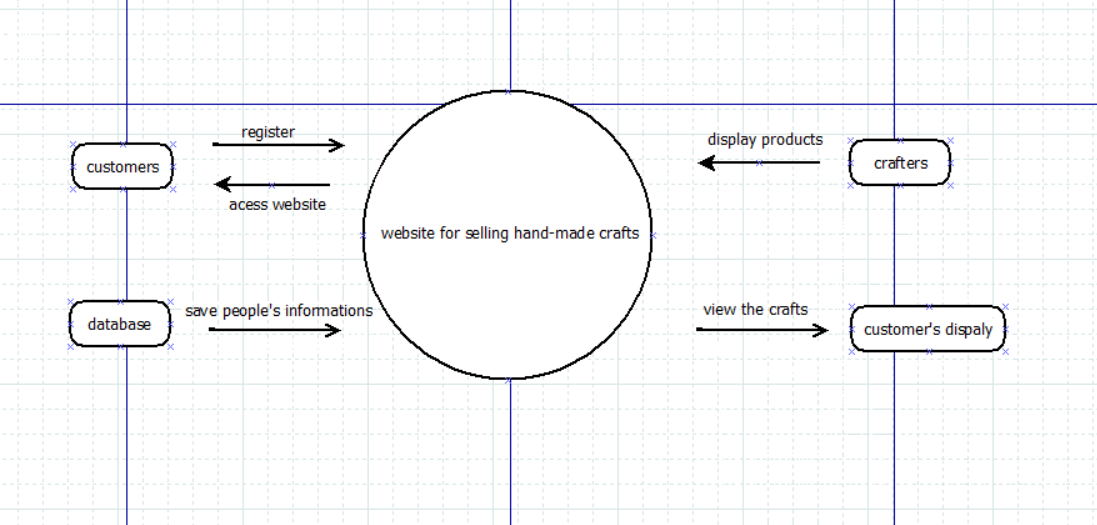 register
display products
customers
crafters
acess website
website for selling hand-made crafts
save people's informations
view the crafts
database
customer's dispaly